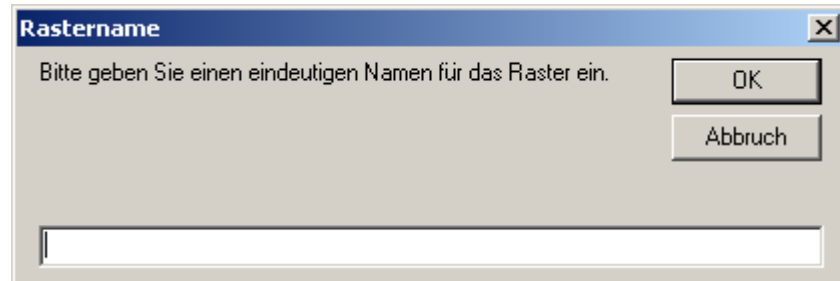 Rastername
Bitte geben Sie einen eindeutigen Namen für das Raster ein.
OK
Abbruch